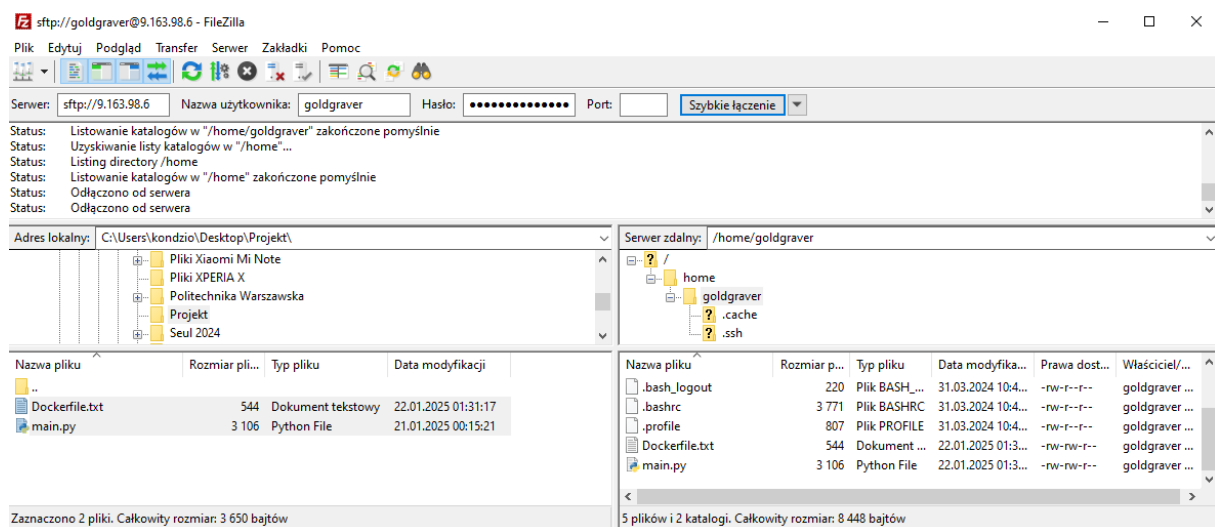 sftp://goldgraver@9.163.98.6 - FileZilla
Plik Edytuj Podgląd Transfer Serwer Zakładki Pomoc
Serwer: sftp://9.163.98.6 Nazwa użytkownika: goldgraver Hasło: ●●●●●●●●●●●●●● Port: Szybkie łączenie
Status: Listowanie katalogów w "/home/goldgraver" zakończone pomyślnie
Status: Uzyskiwanie listy katalogów w "/home"...
Status: Listing directory /home
Status: Listowanie katalogów w "/home" zakończone pomyślnie
Status: Odłączono od serwera
Status: Odłączono od serwera
Adres lokalny: C:\Users\kondzio\Desktop\Projekt\
Pliki Xiaomi Mi Note
Pliki XPERIA X
Politechnika Warszawska
Projekt
Seul 2024
Serwer zdalny: /home/goldgraver
/
home
goldgraver
.cache
.ssh
Nazwa pliku Rozmiar pli... Typ pliku Data modyfikacji
..
Dockerfile.txt 544 Dokument tekstowy 22.01.2025 01:31:17
main.py 3 106 Python File 21.01.2025 00:15:21
Zaznaczono 2 pliki. Całkowity rozmiar: 3 650 bajtów
Nazwa pliku Rozmiar p... Typ pliku Data modyfika... Prawa dost... Właściciel/...
.bash_logout 220 Plik BASH_... 31.03.2024 10:4... -rw-r--r-- goldgraver ...
.bashrc 3 771 Plik BASHRC 31.03.2024 10:4... -rw-r--r-- goldgraver ...
.profile 807 Plik PROFILE 31.03.2024 10:4... -rw-r--r-- goldgraver ...
Dockerfile.txt 544 Dokument ... 22.01.2025 01:3... -rw-rw-r-- goldgraver ...
main.py 3 106 Python File 22.01.2025 01:3... -rw-rw-r-- goldgraver ...
5 plików i 2 katalogi. Całkowity rozmiar: 8 448 bajtów